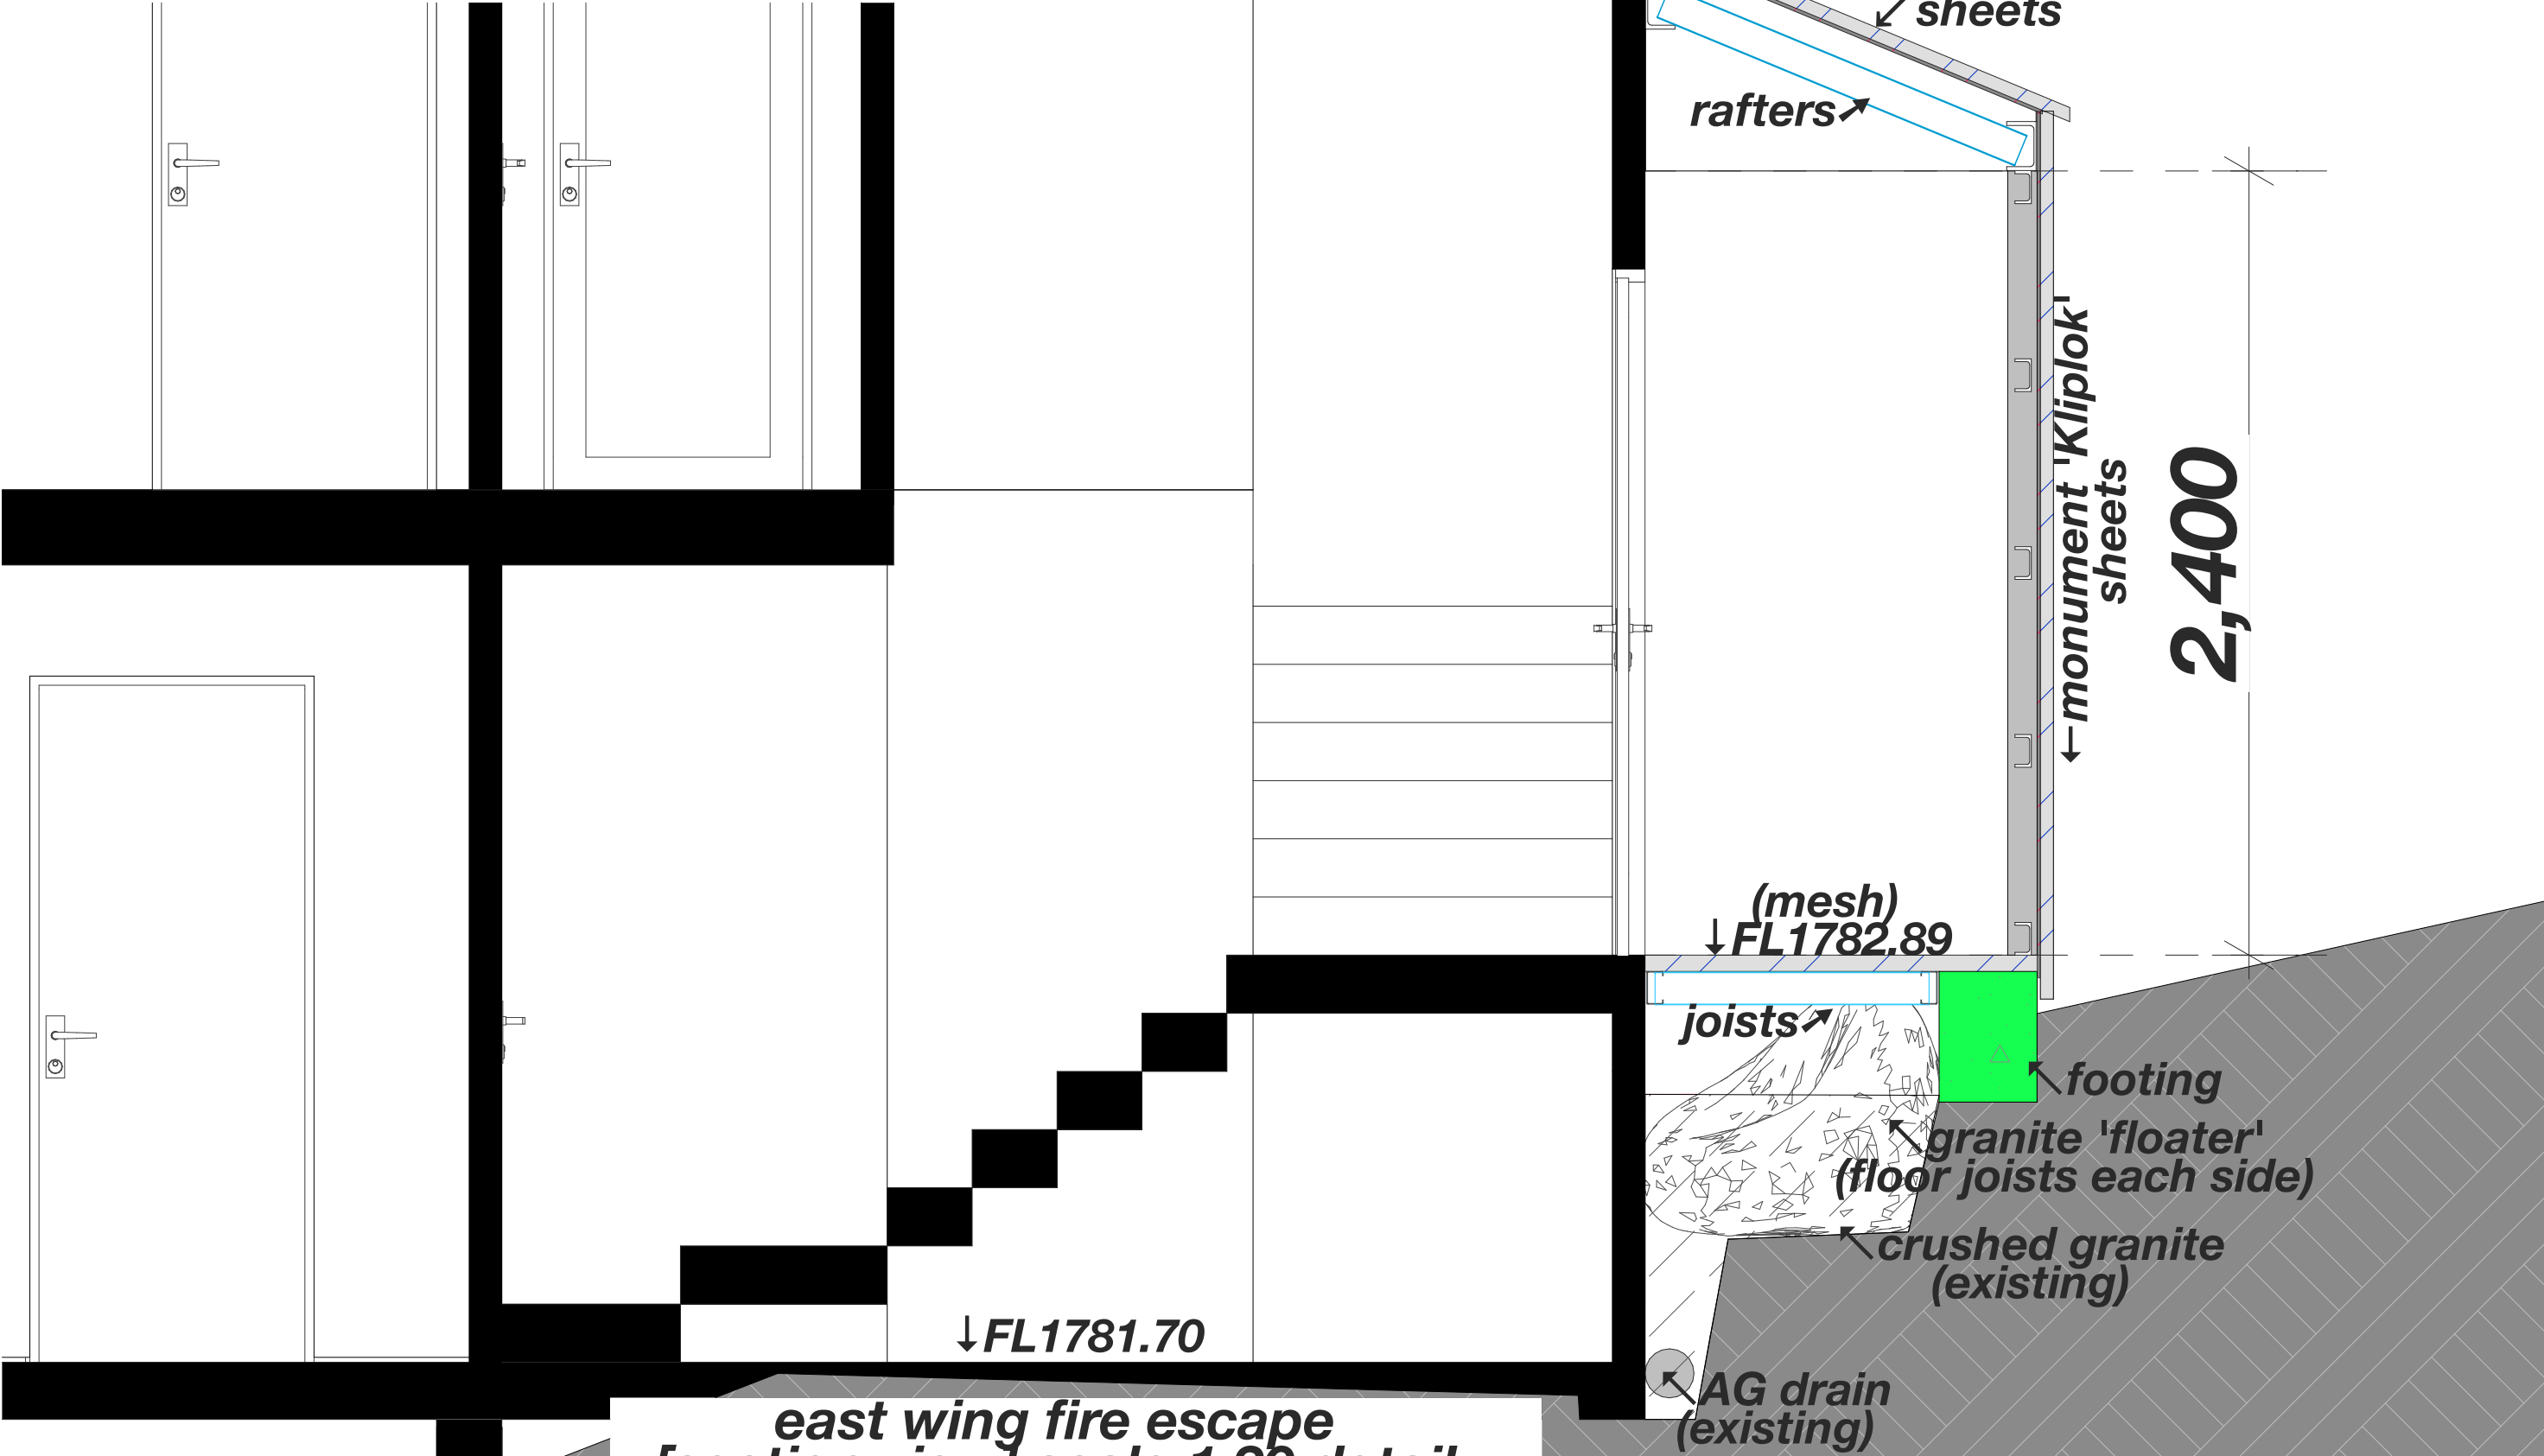 sheets
rafters
monument 'Kliplok'
sheets
2,400
(mesh)
FL1782.89
joists
footing
granite 'floater'
(floor joists each side)
crushed granite
(existing)
FL1781.70
AG drain
(existing)
east wing fire escape